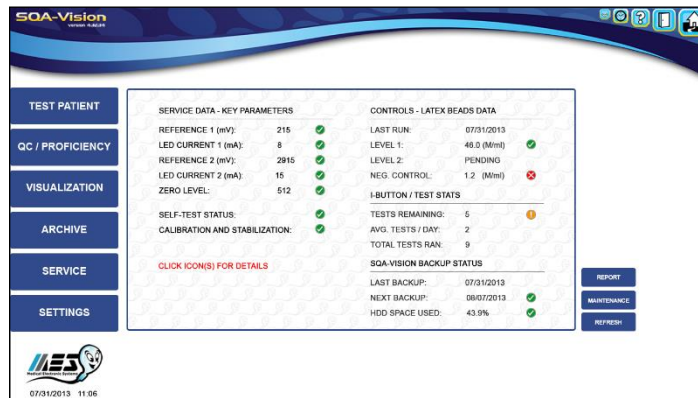 SQA-Vision
TEST PATIENT
QC / PROFICIENCY
VISUALIZATION
ARCHIVE
SERVICE
SETTINGS
SERVICE DATA - KEY PARAMETERS
REFERENCE 1 (mV): 215
LED CURRENT 1 (mA): 8
REFERENCE 2 (mV): 2915
LED CURRENT 2 (mA): 15
ZERO LEVEL: 512
SELF-TEST STATUS:
CALIBRATION AND STABILIZATION:
CLICK ICON(S) FOR DETAILS
CONTROLS - LATEX BEADS DATA
LAST RUN: 07/31/2013
LEVEL 1: 46.0 (M/ml)
LEVEL 2: PENDING
NEG. CONTROL: 1.2 (M/ml)
I-BUTTON / TEST STATS
TESTS REMAINING: 5
AVG. TESTS / DAY: 2
TOTAL TESTS RAN: 9
SQA-VISION BACKUP STATUS
LAST BACKUP: 07/31/2013
NEXT BACKUP: 08/07/2013
HDD SPACE USED: 43.9%
REPORT
MAINTENANCE
REFRESH
MES
Medical Electronic Systems
07/31/2013 11:06